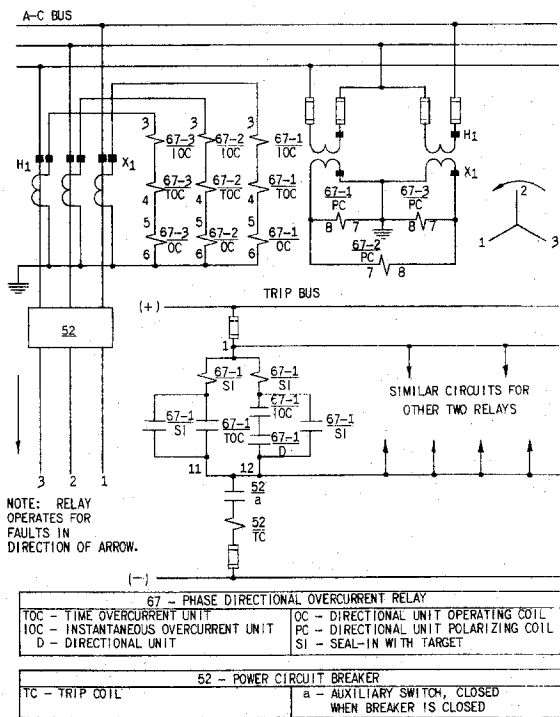 A-C BUS
3 67-3 IOC 3 67-2 IOC 3 67-1 IOC
H1 X1
H1
X1
4 67-3 TOC 4 67-2 TOC 4 67-1 TOC
5 67-3 OC 5 67-2 OC 5 67-1 OC
6 6 6
67-1 PC 67-3 PC
8 7 8 7
67-2 PC
7 8
2
1 3
TRIP BUS
(+)
52
1
67-1 SI 67-1 SI
67-1 SI 67-1 TOC 67-1 IOC 67-1 SI
67-1 D
11 12
SIMILAR CIRCUITS FOR
OTHER TWO RELAYS
52 a
52 TC
(—)
3 2 1
NOTE: RELAY
OPERATES FOR
FAULTS IN
DIRECTION OF ARROW.
67 - PHASE DIRECTIONAL OVERCURRENT RELAY
TOC - TIME OVERCURRENT UNIT
IOC - INSTANTANEOUS OVERCURRENT UNIT
D - DIRECTIONAL UNIT
OC - DIRECTIONAL UNIT OPERATING COIL
PC - DIRECTIONAL UNIT POLARIZING COIL
SI - SEAL-IN WITH TARGET
52 - POWER CIRCUIT BREAKER
TC - TRIP COIL
a - AUXILIARY SWITCH, CLOSED
WHEN BREAKER IS CLOSED